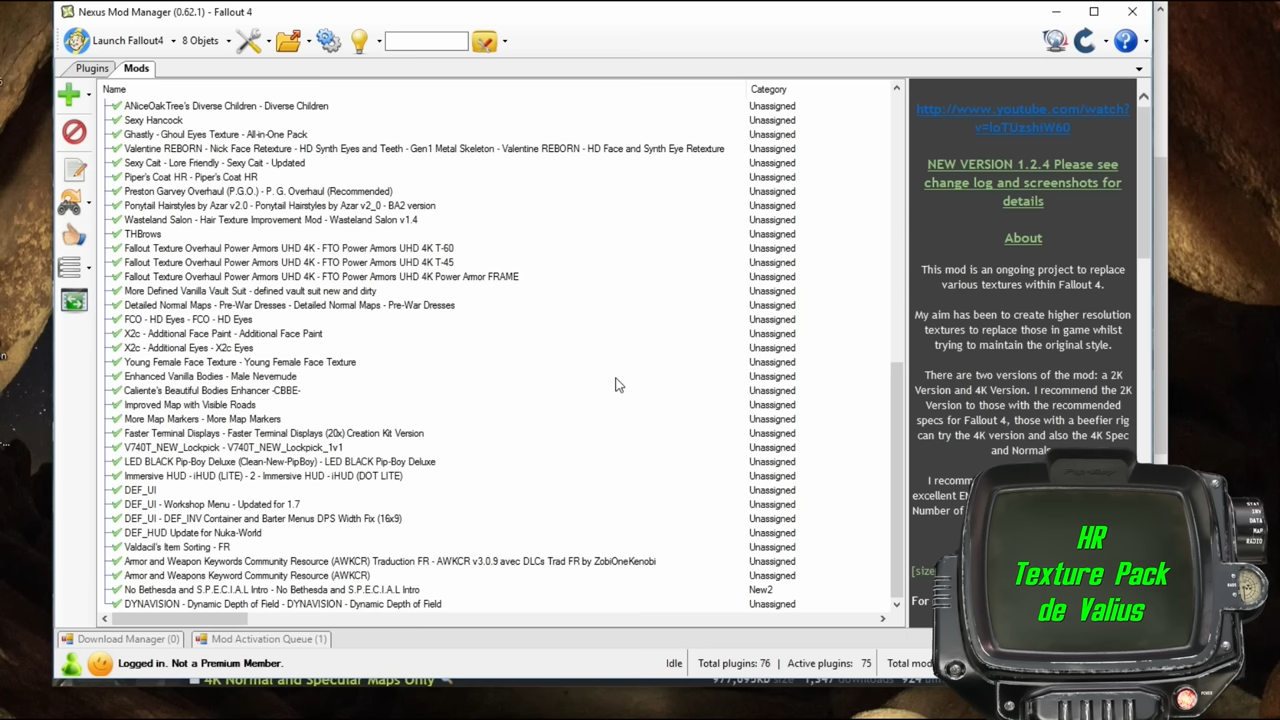 Nexus Mod Manager (0.62.1) - Fallout 4
Launch Fallout4
8 Objets
Plugins
Mods
Name Category
ANiceOakTree's Diverse Children - Diverse Children Unassigned
Sexy Hancock Unassigned
Ghastly - Ghoul Eyes Texture - All-in-One Pack Unassigned
Valentine REBORN - Nick Face Retexture - HD Synth Eyes and Teeth - Gen1 Metal Skeleton - Valentine REBORN - HD Face and Synth Eye Retexture Unassigned
Sexy Cait - Lore Friendly - Sexy Cait - Updated Unassigned
Piper's Coat HR - Piper's Coat HR Unassigned
Preston Garvey Overhaul (P.G.O.) - P. G. Overhaul (Recommended) Unassigned
Ponytail Hairstyles by Azar v2.0 - Ponytail Hairstyles by Azar v2_0 - BA2 version Unassigned
Wasteland Salon - Hair Texture Improvement Mod - Wasteland Salon v1.4 Unassigned
THBrows Unassigned
Fallout Texture Overhaul Power Armors UHD 4K - FTO Power Armors UHD 4K T-60 Unassigned
Fallout Texture Overhaul Power Armors UHD 4K - FTO Power Armors UHD 4K T-45 Unassigned
Fallout Texture Overhaul Power Armors UHD 4K - FTO Power Armors UHD 4K Power Amor FRAME Unassigned
More Defined Vanilla Vault Suit - defined vault suit new and dirty Unassigned
Detailed Normal Maps - Pre-War Dresses - Detailed Normal Maps - Pre-War Dresses Unassigned
FCO - HD Eyes - FCO - HD Eyes Unassigned
X2c - Additional Face Paint - Additional Face Paint Unassigned
X2c - Additional Eyes - X2c Eyes Unassigned
Young Female Face Texture - Young Female Face Texture Unassigned
Enhanced Vanilla Bodies - Male Nevernude Unassigned
Caliente's Beautiful Bodies Enhancer -CBBE- Unassigned
Improved Map with Visible Roads Unassigned
More Map Markers - More Map Markers Unassigned
Faster Terminal Displays - Faster Terminal Displays (20x) Creation Kit Version Unassigned
V740T_NEW_Lockpick - V740T_NEW_Lockpick_1v1 Unassigned
LED BLACK Pip-Boy Deluxe (Clean-New-PipBoy) - LED BLACK Pip-Boy Deluxe Unassigned
Immersive HUD - iHUD (LITE) - 2 - Immersive HUD - iHUD (DOT LITE) Unassigned
DEF_UI Unassigned
DEF_UI - Workshop Menu - Updated for 1.7 Unassigned
DEF_UI - DEF_INV Container and Barter Menus DPS Width Fix (16x9) Unassigned
DEF_HUD Update for Nuka-World Unassigned
Valdacil's Item Sorting - FR Unassigned
Armor and Weapon Keywords Community Resource (AWKCR) Traduction FR - AWKCR v3.0.9 avec DLCs Trad FR by ZobiOneKenobi Unassigned
Armor and Weapons Keyword Community Resource (AWKCR) Unassigned
No Bethesda and S.P.E.C.I.A.L Intro - No Bethesda and S.P.E.C.I.A.L Intro New2
DYNAVISION - Dynamic Depth of Field - DYNAVISION - Dynamic Depth of Field Unassigned
http://www.youtube.com/watch?
v=IoTUzshiW60
NEW VERSION 1.2.4 Please see
change log and screenshots for
details
About
This mod is an ongoing project to replace
various textures within Fallout 4.
My aim has been to create higher resolution
textures to replace those in game whilst
trying to maintain the original style.
There are two versions of the mod: a 2K
Version and 4K Version. I recommend the 2K
Version to those with the recommended
specs for Fallout 4, those with a beefier rig
can try the 4K version and also the 4K Spec
and Normals
I recomm
excellent EN
Number of
[size
For
HR
Texture Pack
de Valius
STAT
INV
DATA
MAP
RADIO
POWER
Download Manager (0)
Mod Activation Queue (1)
Logged in. Not a Premium Member.
Idle
Total plugins: 76 | Active plugins: 75
Total mod
4K Normal and Specular Maps Only